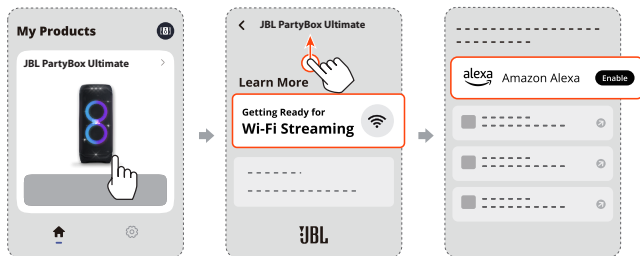 My Products
JBL PartyBox Ultimate
JBL PartyBox Ultimate
Learn More
Getting Ready for
Wi-Fi Streaming
JBL
alexa Amazon Alexa Enable